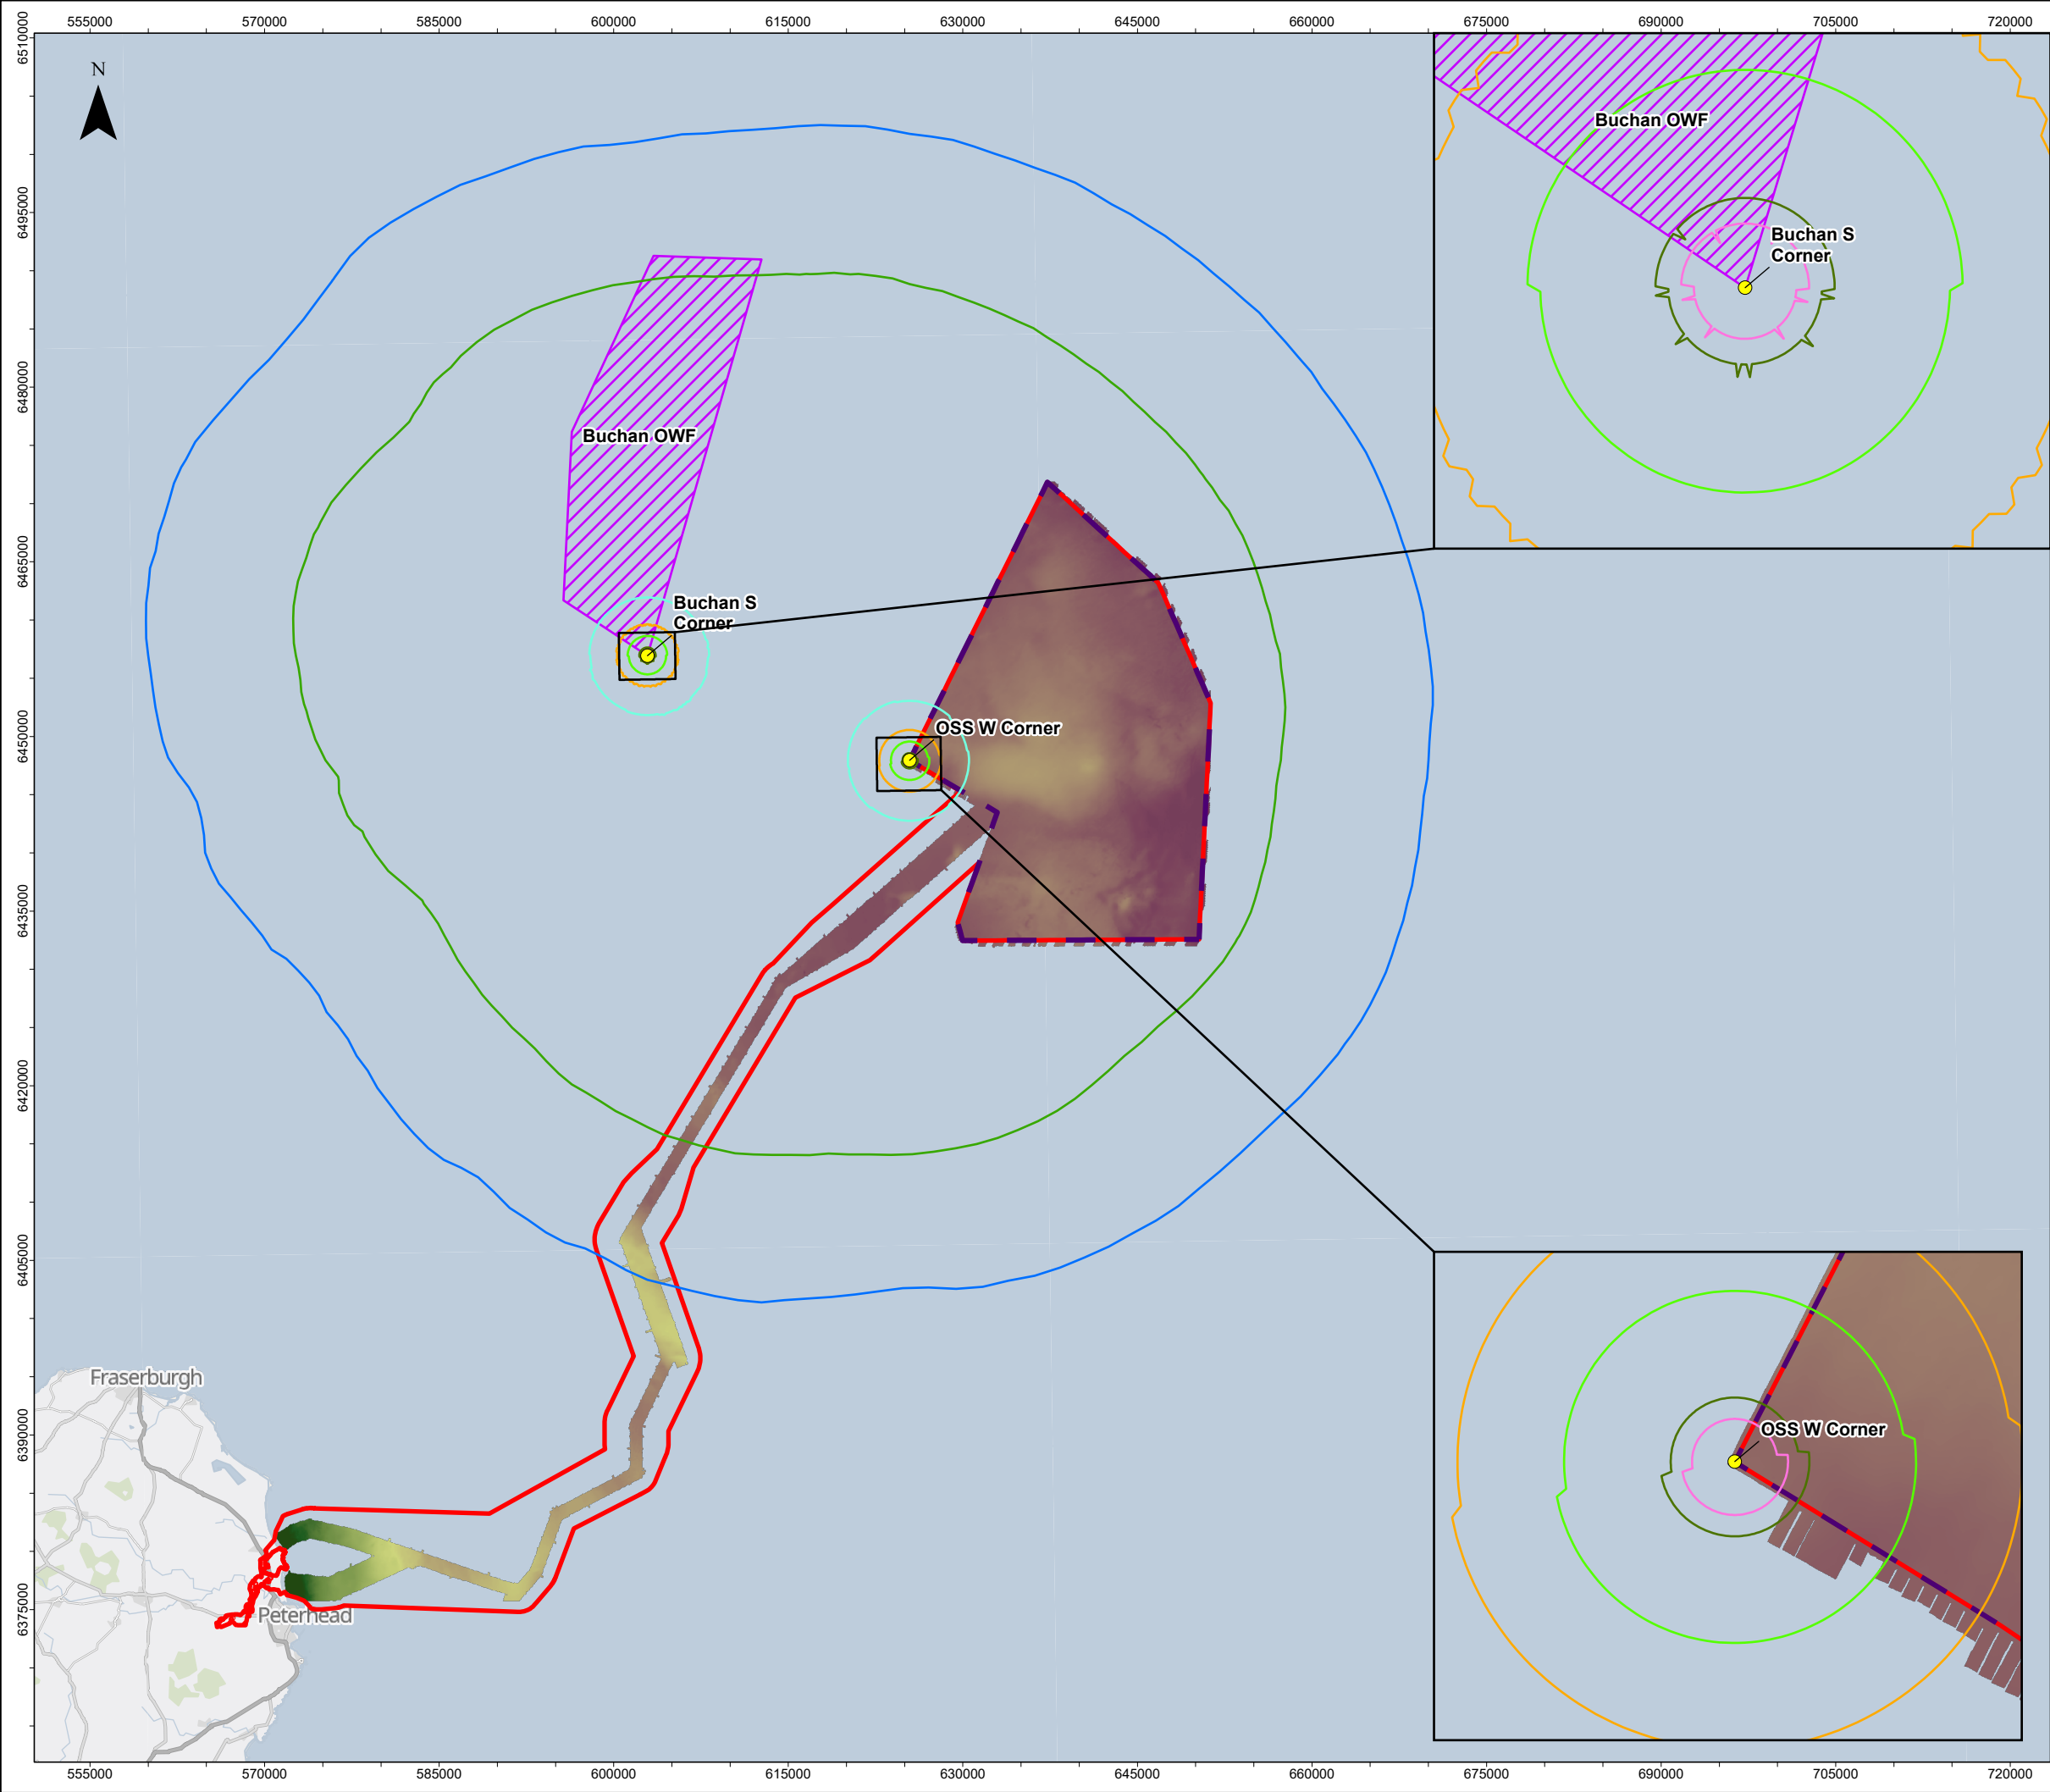 555000 570000 585000 600000 615000 630000 645000 660000 675000 690000 705000 720000
6510000
N
Buchan OWF
Buchan S
Corner
6495000
6480000
Buchan OWF
6465000
Buchan S
Corner
6450000
OSS W Corner
6435000
6420000
6405000
Fraserburgh
6390000
OSS W Corner
6375000
Peterhead
555000 570000 585000 600000 615000 630000 645000 660000 675000 690000 705000 720000